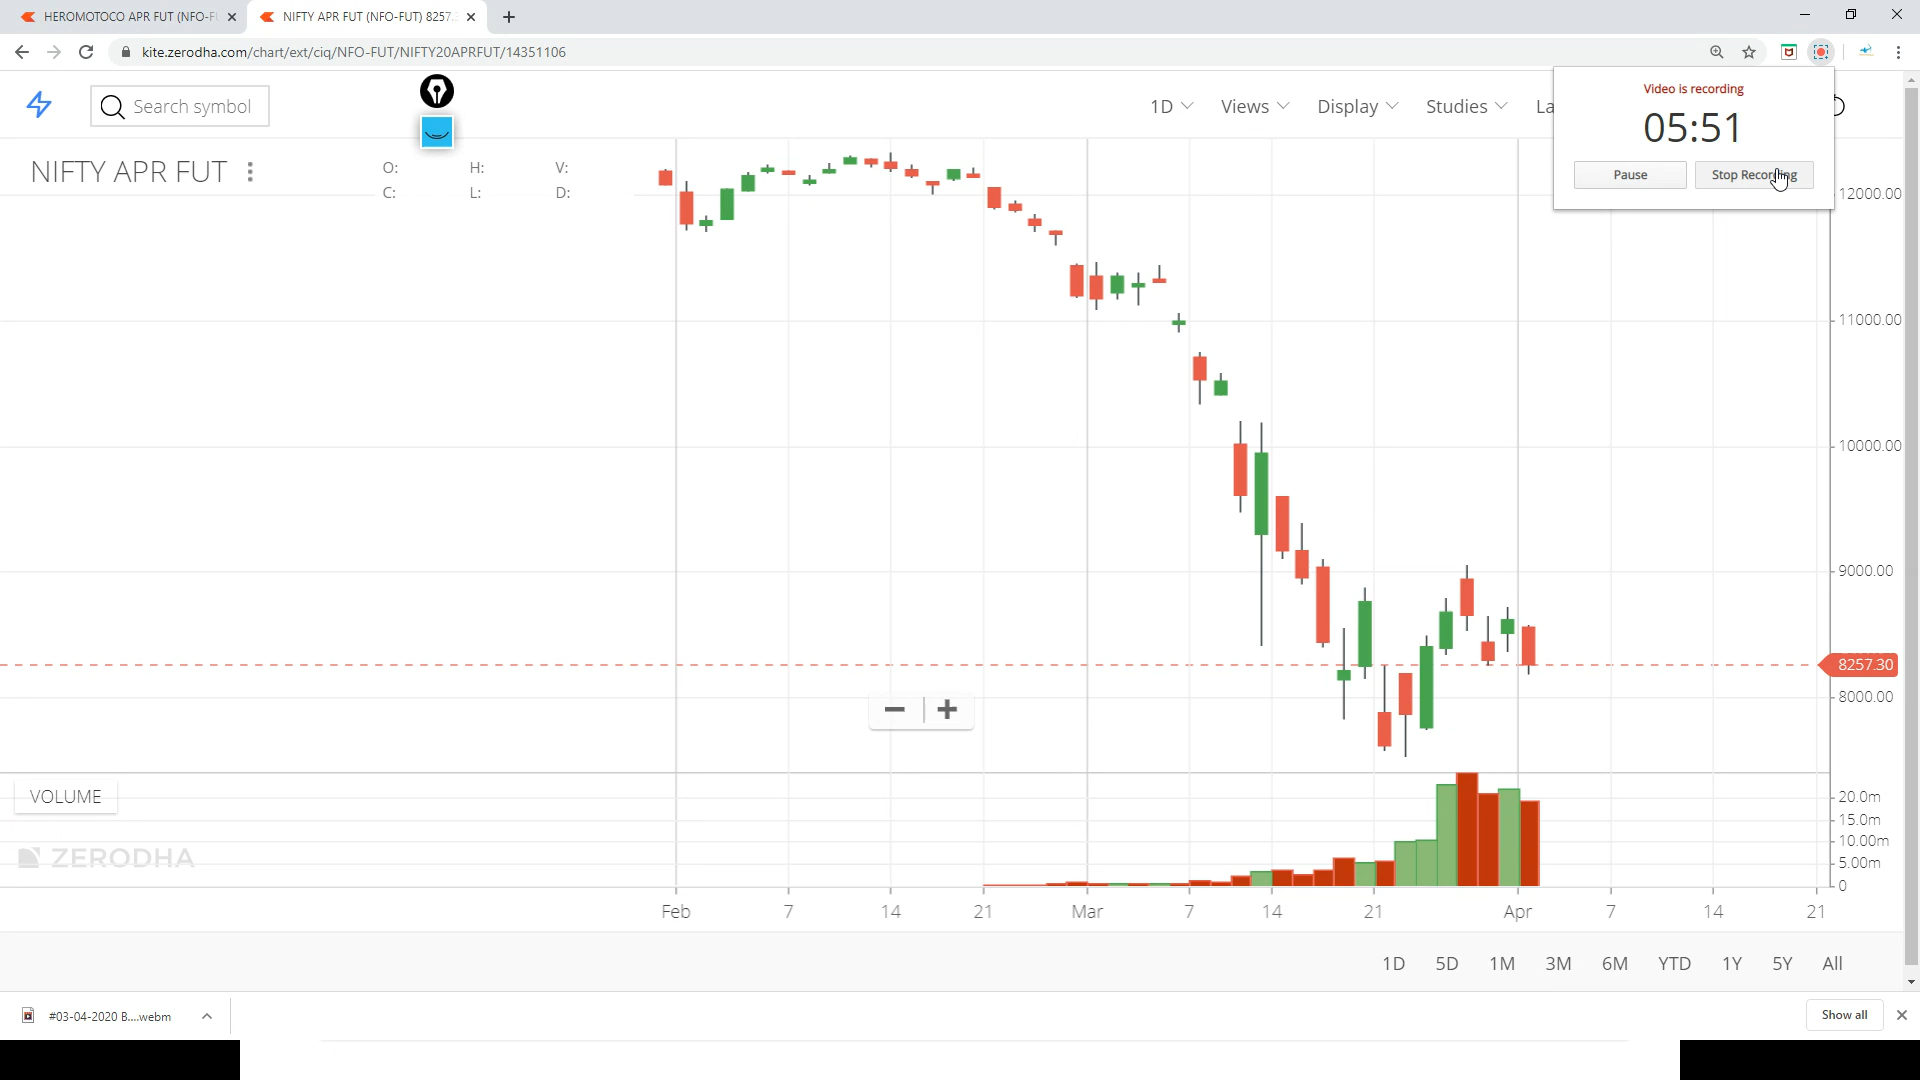 HEROMOTOCO APR FUT (NFO-FU
NIFTY APR FUT (NFO-FUT) 8257.3
kite.zerodha.com/chart/ext/ciq/NFO-FUT/NIFTY20APRFUT/14351106
Video is recording
05:51
Pause
Stop Recording
Search symbol
1D
Views
Display
Studies
La
NIFTY APR FUT
O:
H:
V:
C:
L:
D:
12000.00
11000.00
10000.00
9000.00
8257.30
8000.00
VOLUME
ZERODHA
20.0m
15.0m
10.00m
5.00m
0
Feb 7 14 21 Mar 7 14 21 Apr 7 14 21
1D 5D 1M 3M 6M YTD 1Y 5Y All
#03-04-2020 B....webm
Show all